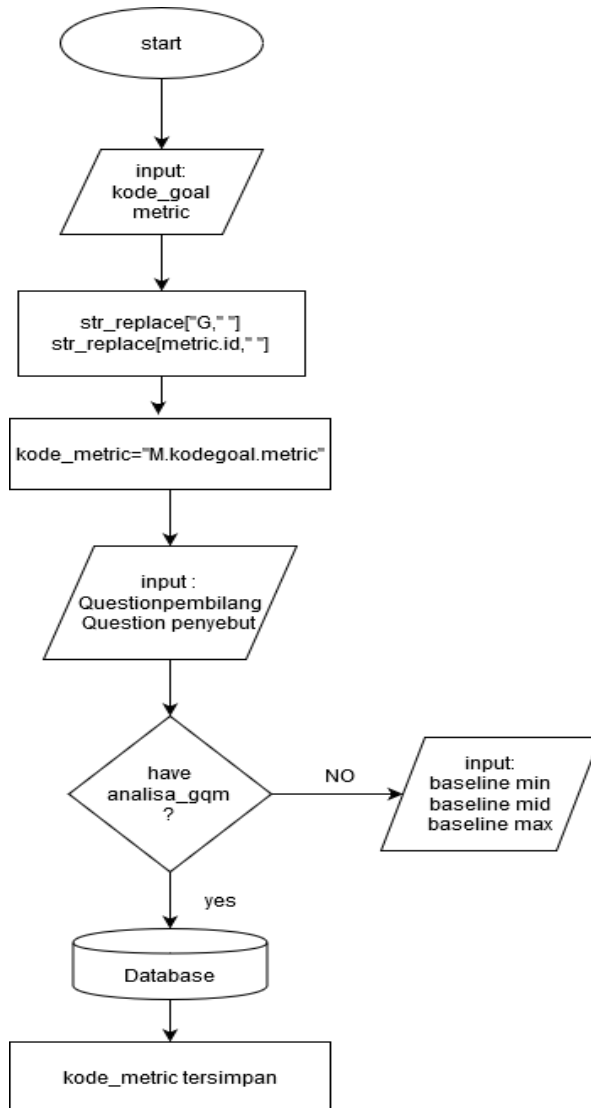 start
input:
kode_goal
metric
str_replace["G," "]
str_replace[metric.id," "]
kode_metric="M.kodegoal.metric"
input :
Questionpembilang
Question penyebut
have
analisa_gqm
?
NO
input:
baseline min
baseline mid
baseline max
yes
Database
kode_metric tersimpan